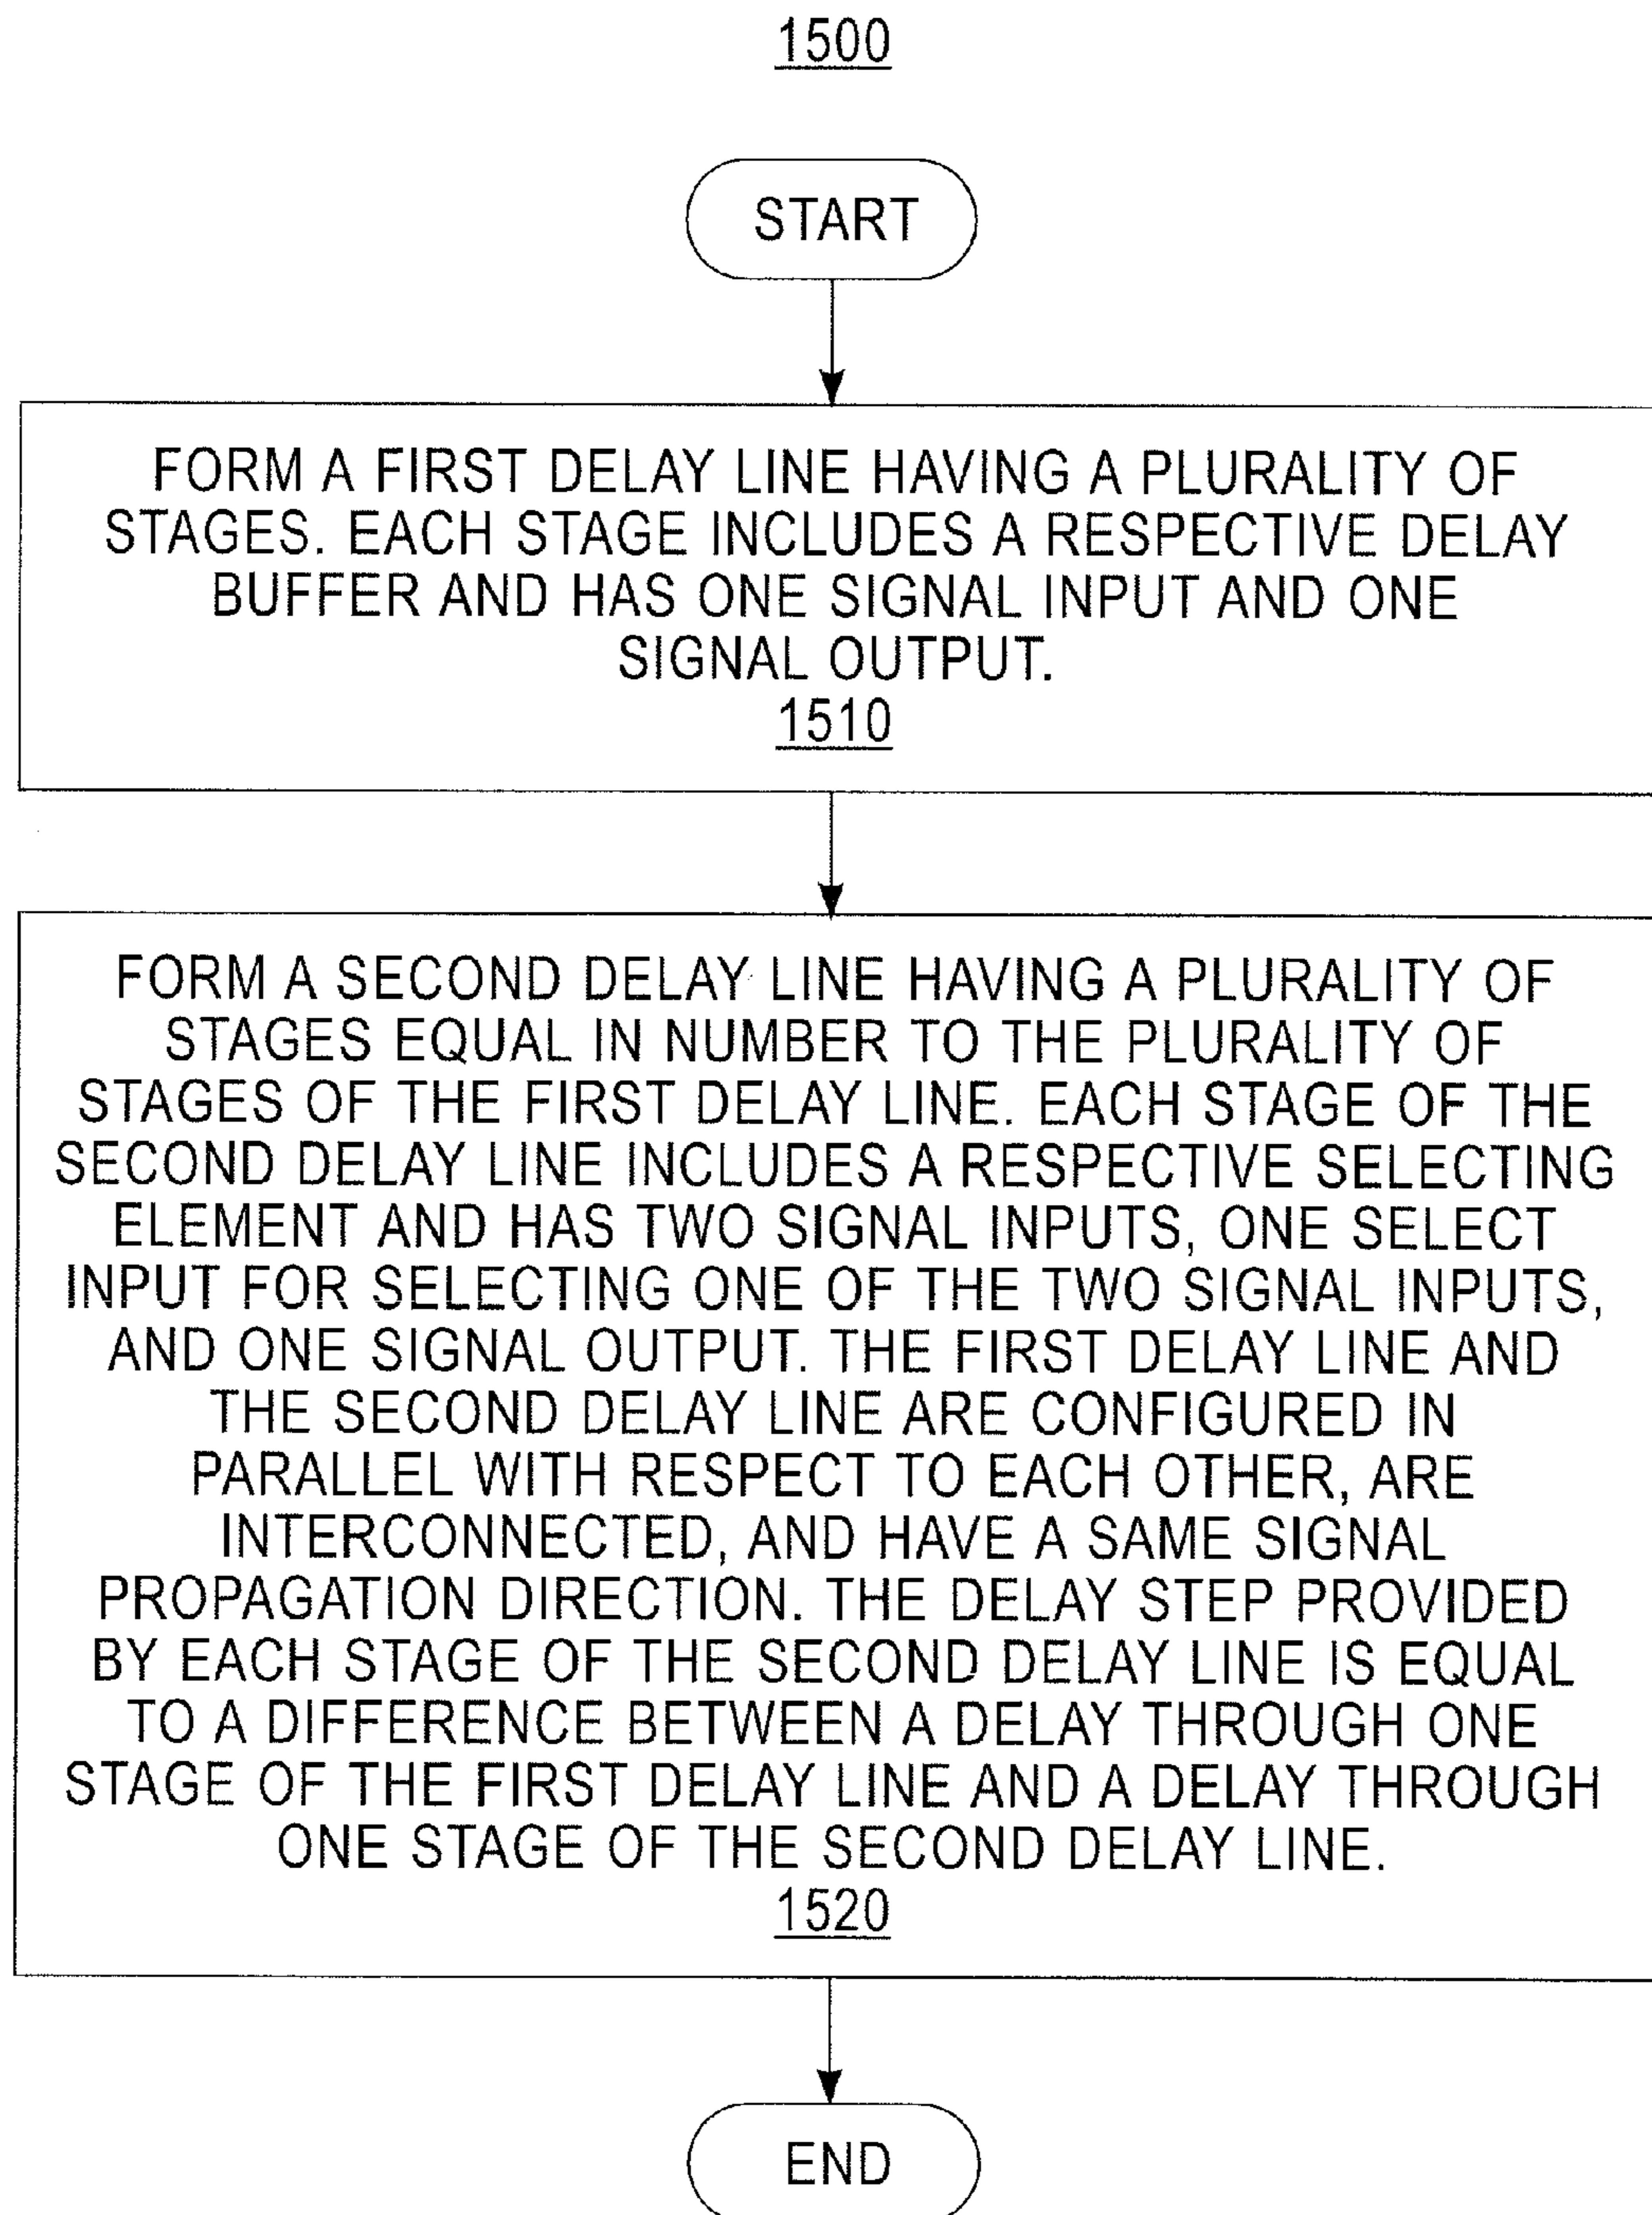 1500
START
FORM A FIRST DELAY LINE HAVING A PLURALITY OF
STAGES. EACH STAGE INCLUDES A RESPECTIVE DELAY
BUFFER AND HAS ONE SIGNAL INPUT AND ONE
SIGNAL OUTPUT.
1510
FORM A SECOND DELAY LINE HAVING A PLURALITY OF
STAGES EQUAL IN NUMBER TO THE PLURALITY OF
STAGES OF THE FIRST DELAY LINE. EACH STAGE OF THE
SECOND DELAY LINE INCLUDES A RESPECTIVE SELECTING
ELEMENT AND HAS TWO SIGNAL INPUTS, ONE SELECT
INPUT FOR SELECTING ONE OF THE TWO SIGNAL INPUTS,
AND ONE SIGNAL OUTPUT. THE FIRST DELAY LINE AND
THE SECOND DELAY LINE ARE CONFIGURED IN
PARALLEL WITH RESPECT TO EACH OTHER, ARE
INTERCONNECTED, AND HAVE A SAME SIGNAL
PROPAGATION DIRECTION. THE DELAY STEP PROVIDED
BY EACH STAGE OF THE SECOND DELAY LINE IS EQUAL
TO A DIFFERENCE BETWEEN A DELAY THROUGH ONE
STAGE OF THE FIRST DELAY LINE AND A DELAY THROUGH
ONE STAGE OF THE SECOND DELAY LINE.
1520
END